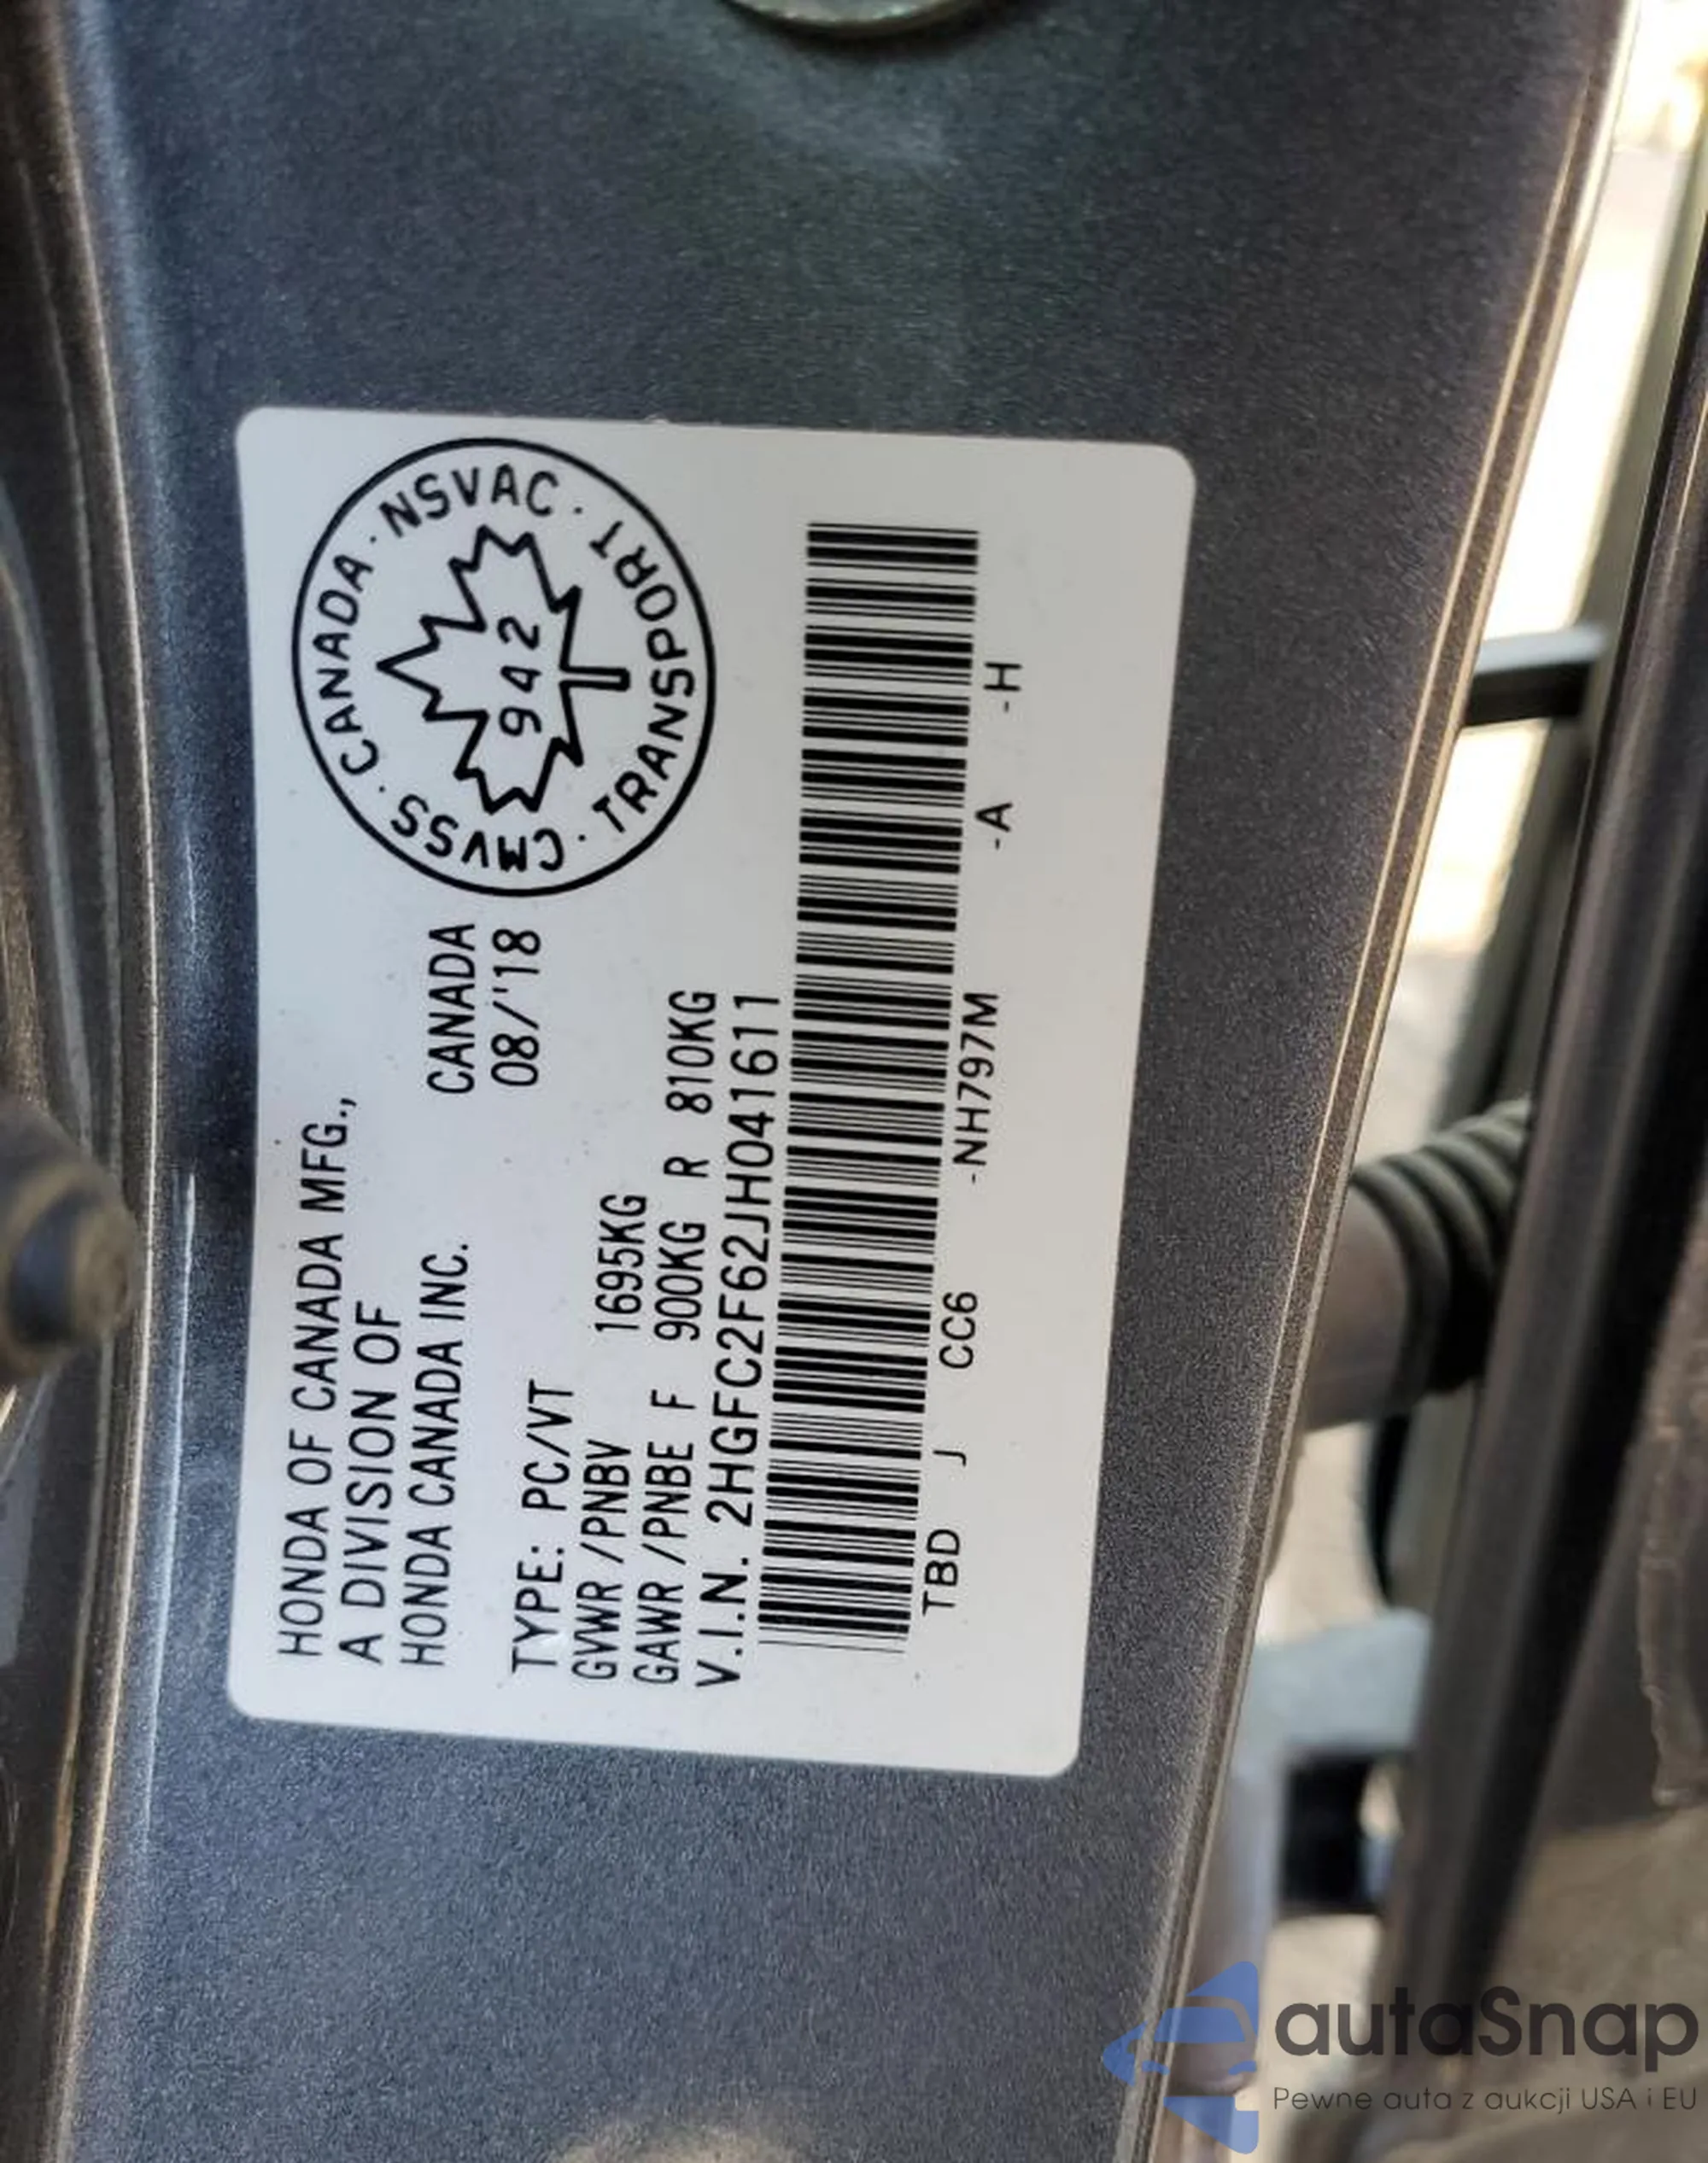 HONDA OF CANADA MFG.,
A DIVISION OF
HONDA CANADA INC.
CANADA
08/'18
CANADA · NSVAC · TRANSPORT · CMVSS · TRANSPORT
942
TYPE: PC/VT
GVWR /PNBV 1695KG
GAWR /PNBE F 900KG R 810KG
V.I.N. 2HGFC2F62JH041611
TBD J CC6 -NH797M -A -H
autaSnap
Pewne auta z aukcji USA i EU